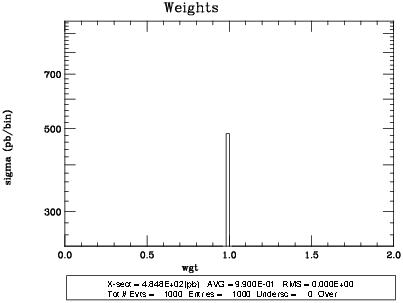 Weights
sigma (pb/bin)
700
500
300
0.0 0.5 1.0 1.5 2.0
wgt
X-sect = 4.848E+02(pb) AVG = 9.900E-01 RMS = 0.000E+00
Tot # Evts = 1000 Entries = 1000 Undersc = 0 Over